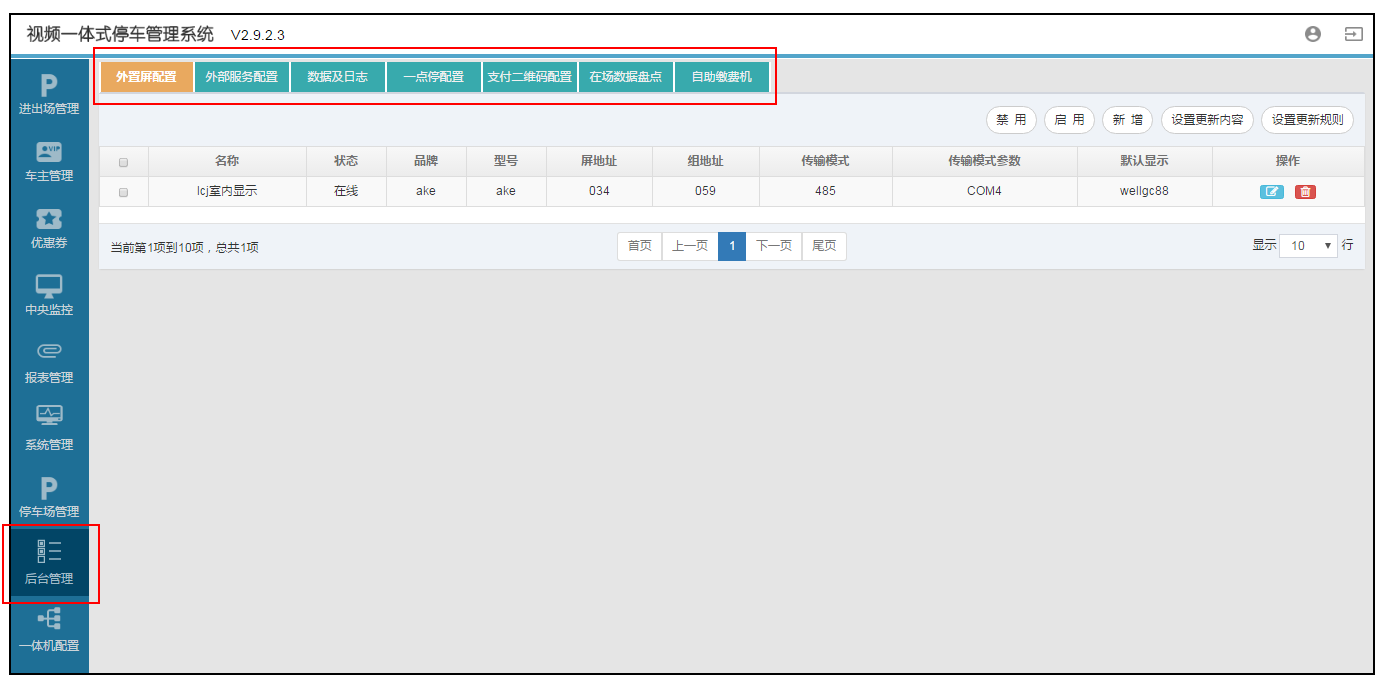 视频一体式停车管理系统 V2.9.2.3
外置屏配置 外部服务配置 数据及日志 一点停配置 支付二维码配置 在场数据盘点 自助缴费机
进出场管理
车主管理
优惠券
中央监控
报表管理
系统管理
停车场管理
后台管理
一体机配置
禁 用 启 用 新 增 设置更新内容 设置更新规则
名称 状态 品牌 型号 屏地址 组地址 传输模式 传输模式参数 默认显示 操作
lcj室内显示 在线 ake ake 034 059 485 COM4 wellgc88
当前第1项到10项，总共1项 首页 上一页 1 下一页 尾页 显示 10 行